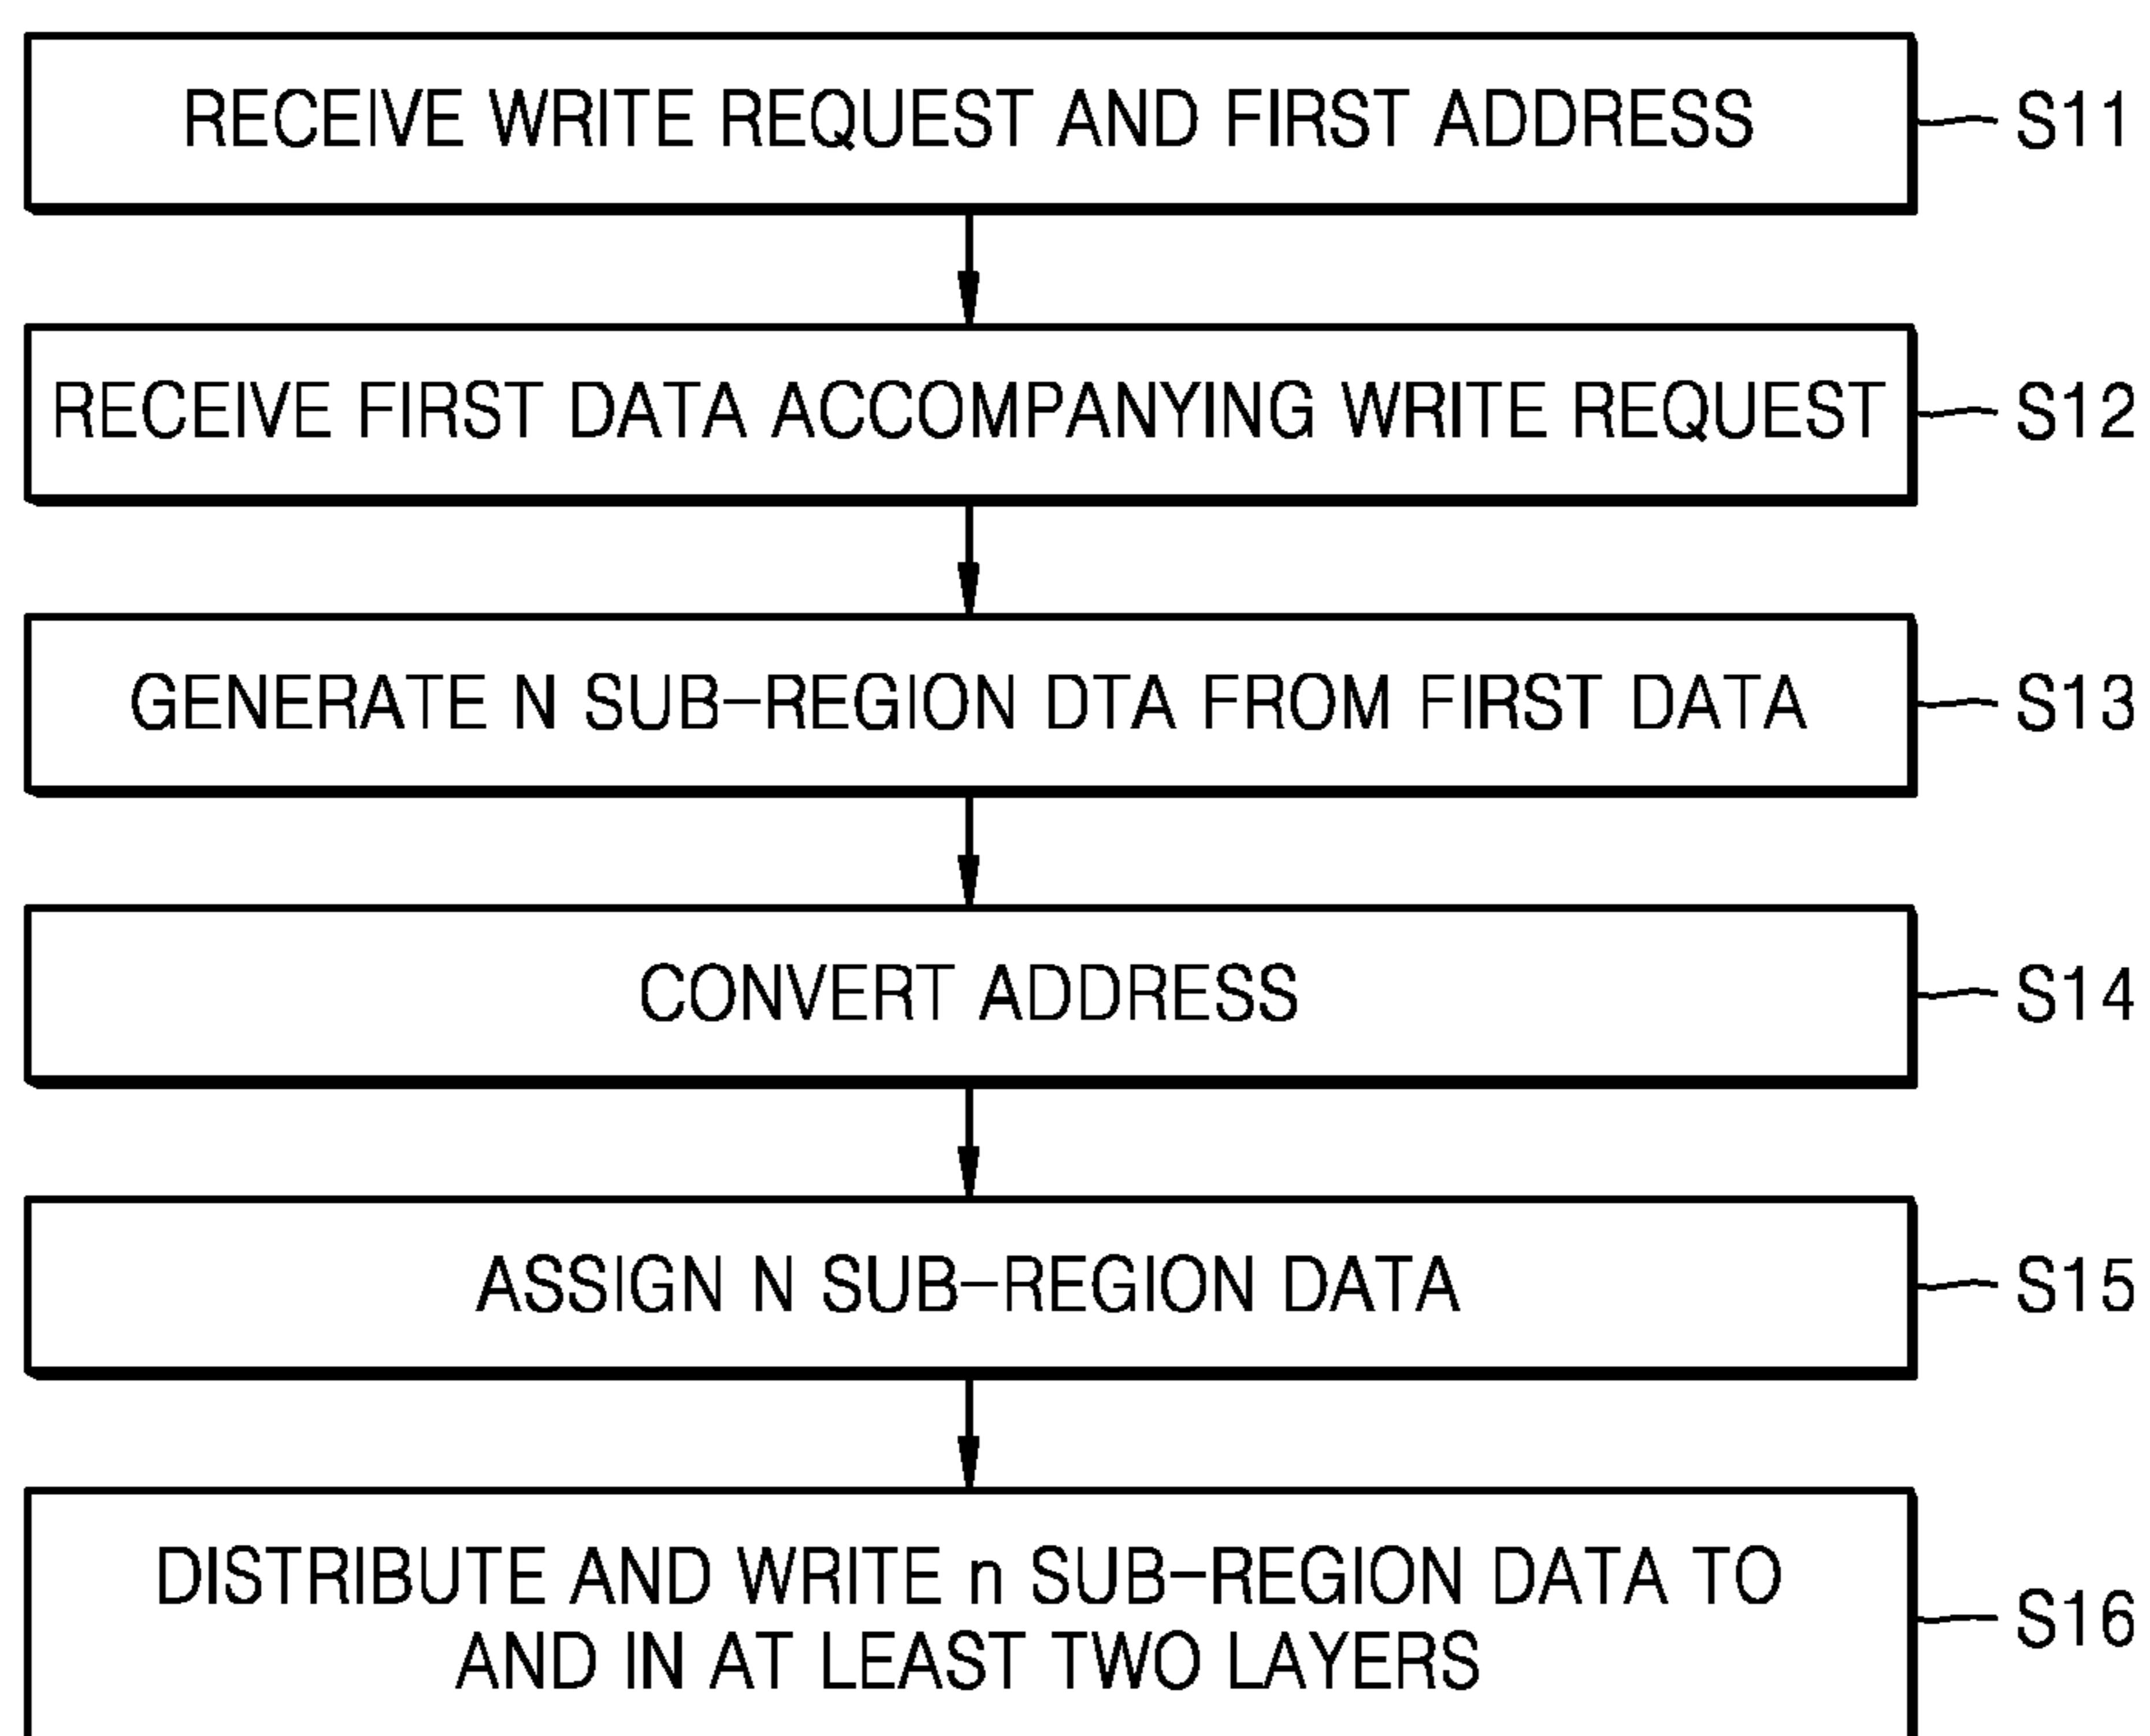 RECEIVE WRITE REQUEST AND FIRST ADDRESS S11
RECEIVE FIRST DATA ACCOMPANYING WRITE REQUEST S12
GENERATE N SUB-REGION DTA FROM FIRST DATA S13
CONVERT ADDRESS S14
ASSIGN N SUB-REGION DATA S15
DISTRIBUTE AND WRITE n SUB-REGION DATA TO
AND IN AT LEAST TWO LAYERS S16